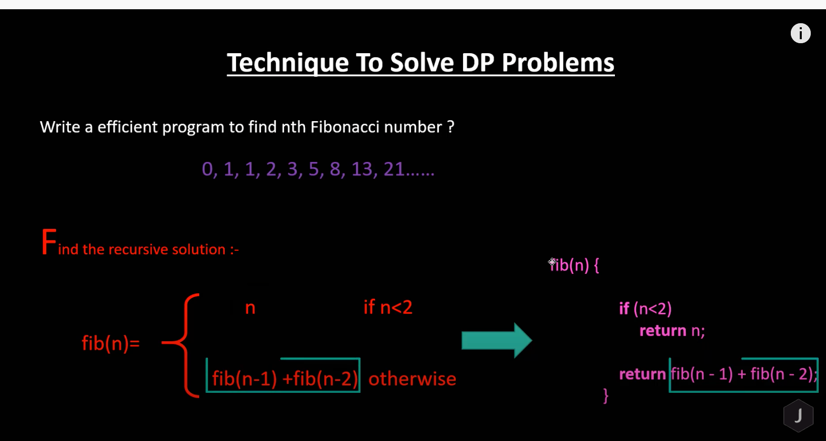 Technique To Solve DP Problems
Write a efficient program to find nth Fibonacci number ?
0, 1, 1, 2, 3, 5, 8, 13, 21......
Find the recursive solution :-
fib(n)=
n if n<2
fib(n-1) +fib(n-2) otherwise
fib(n) {
if (n<2)
return n;
return fib(n - 1) + fib(n - 2);
}
i
J